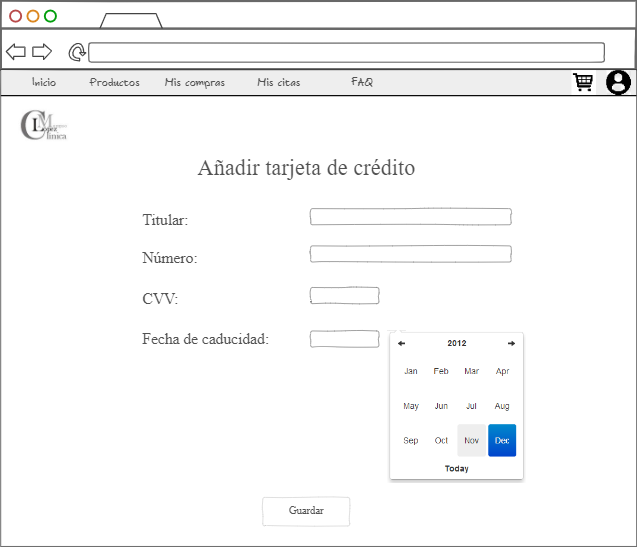 Inicio Productos Mis compras Mis citas FAQ
CLM
López
Clínica
Añadir tarjeta de crédito
Titular:
Número:
CVV:
Fecha de caducidad:
2012
Jan Feb Mar Apr
May Jun Jul Aug
Sep Oct Nov Dec
Today
Guardar